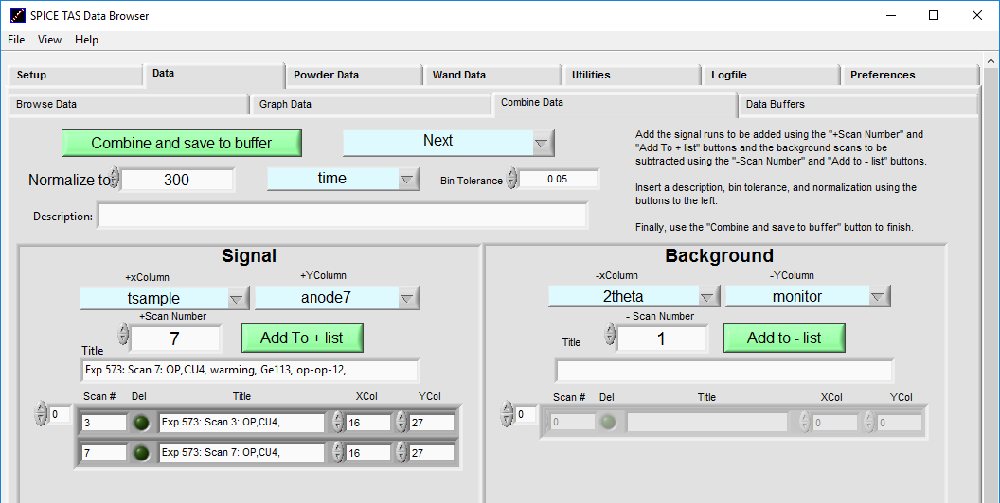 SPICE TAS Data Browser
File View Help
Setup Data Powder Data Wand Data Utilities Logfile Preferences
Browse Data Graph Data Combine Data Data Buffers
Combine and save to buffer Next
Normalize to 300 time Bin Tolerance 0.05
Description:
Add the signal runs to be added using the "+Scan Number" and
"Add To + list" buttons and the background scans to be
subtracted using the "-Scan Number" and "Add to - list" buttons.
Insert a description, bin tolerance, and normalization using the
buttons to the left.
Finally, use the "Combine and save to buffer" button to finish.
Signal
+xColumn +YColumn
tsample anode7
+Scan Number
7 Add To + list
Title
Exp 573: Scan 7: OP,CU4, warming, Ge113, op-op-12,
Scan # Del Title XCol YCol
0 3 Exp 573: Scan 3: OP,CU4, 16 27
7 Exp 573: Scan 7: OP,CU4, 16 27
Background
-xColumn -YColumn
2theta monitor
- Scan Number
Title 1 Add to - list
Scan # Del Title XCol YCol
0 0 0 0